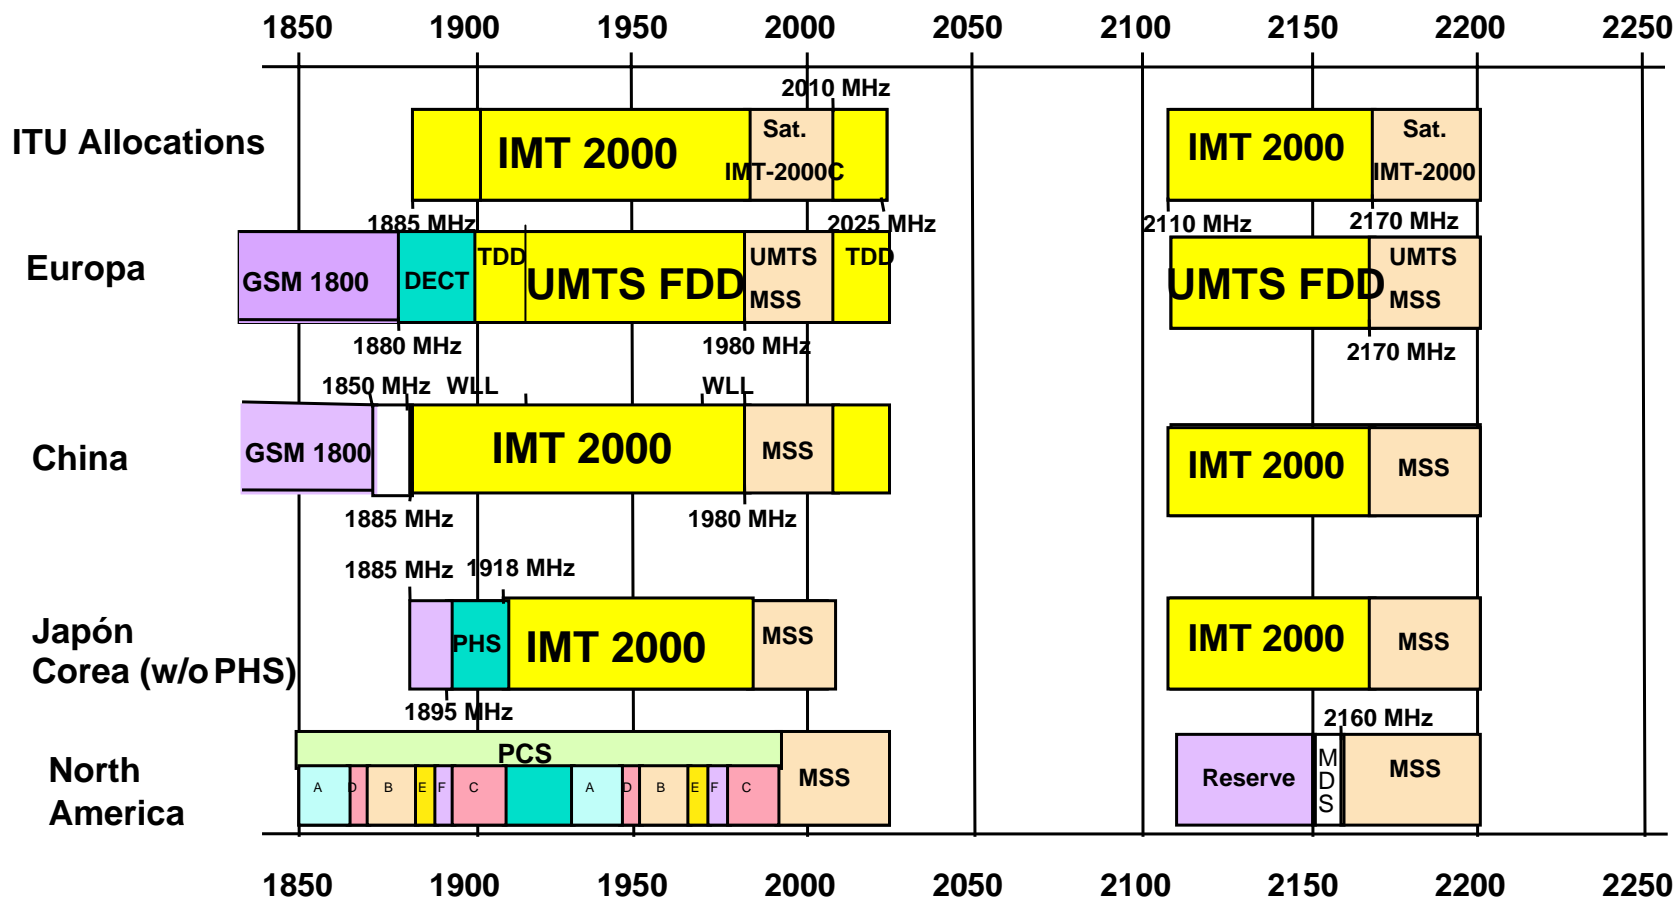 1850 1900 1950 2000 2050 2100 2150 2200 2250
2010 MHz
ITU Allocations
IMT 2000
Sat.
IMT-2000C
IMT 2000
Sat.
IMT-2000
1885 MHz
2025 MHz
2110 MHz
2170 MHz
Europa
GSM 1800
DECT
TDD
UMTS FDD
UMTS
MSS
TDD
UMTS FDD
UMTS
MSS
1880 MHz
1980 MHz
2170 MHz
1850 MHz
WLL
WLL
China
GSM 1800
IMT 2000
MSS
IMT 2000
MSS
1885 MHz
1980 MHz
1885 MHz
1918 MHz
Japón
Corea (w/o PHS)
PHS
IMT 2000
MSS
IMT 2000
MSS
1895 MHz
2160 MHz
North
America
PCS
A D B E F C A D B E F C
MSS
Reserve
M
D
S
MSS
1850 1900 1950 2000 2050 2100 2150 2200 2250